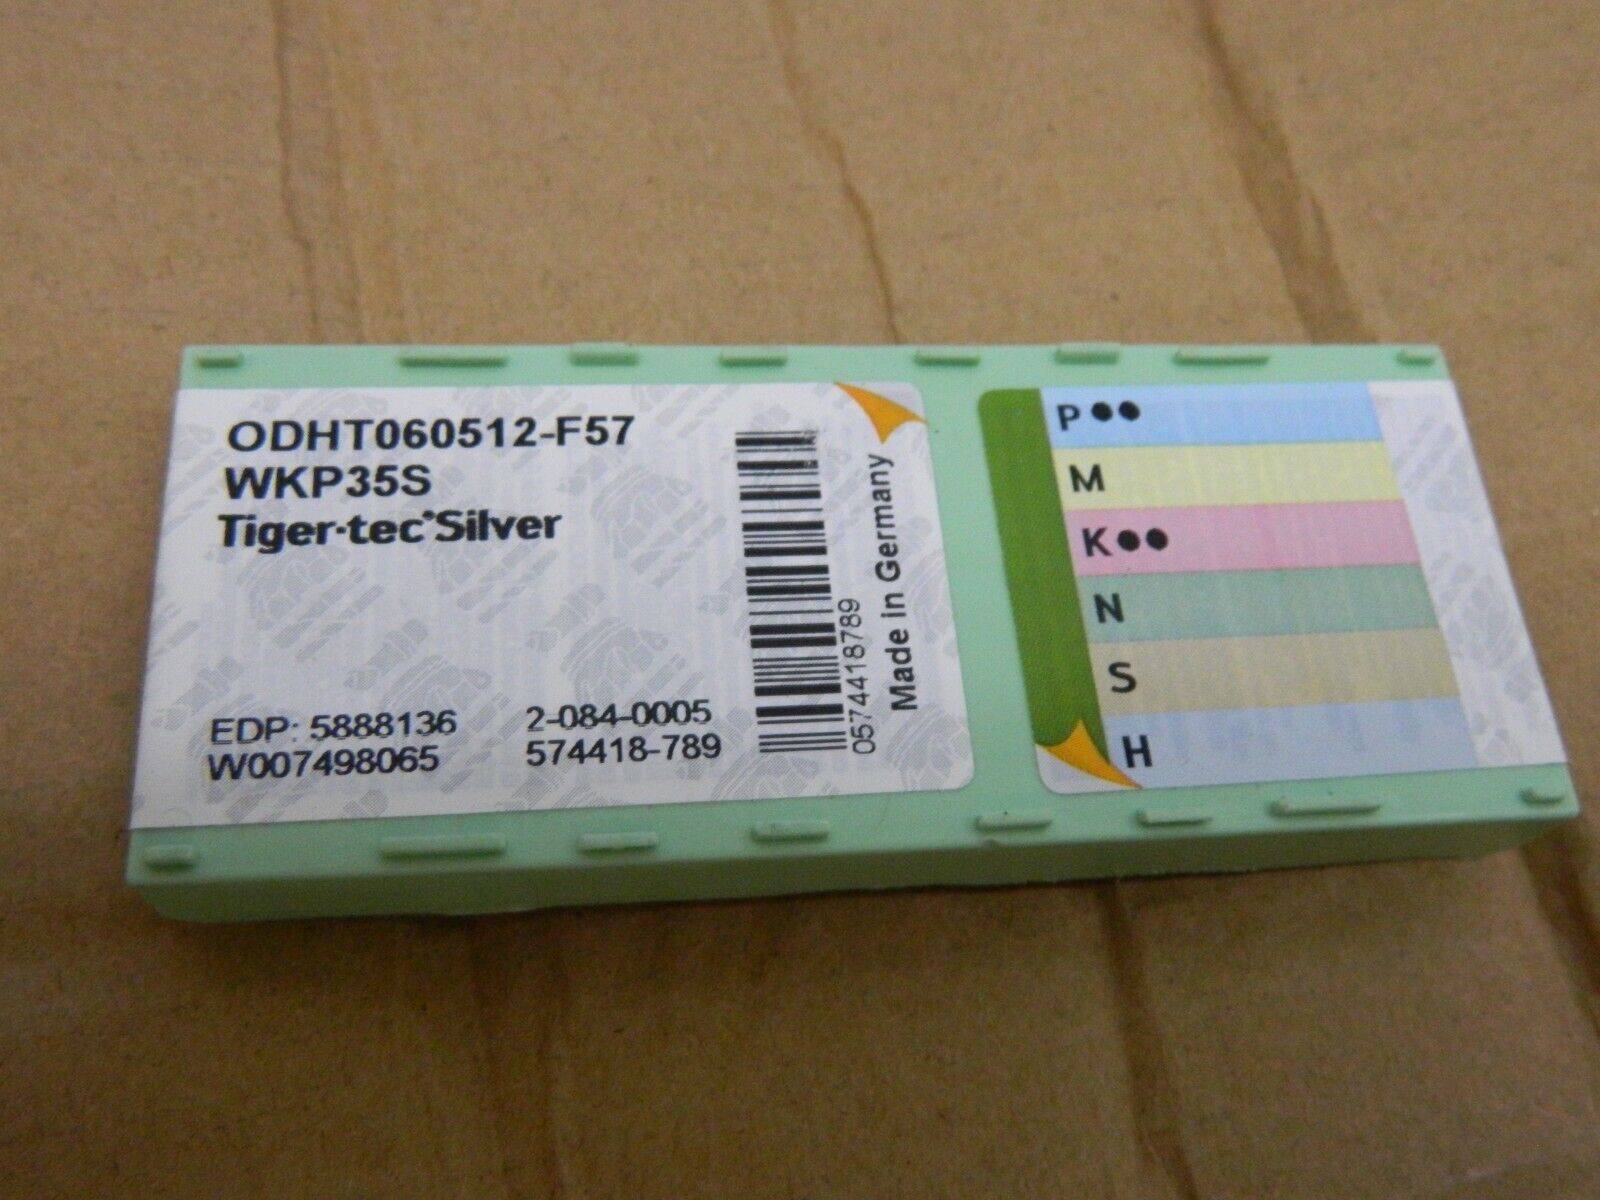 ODHT060512-F57
WKP35S
Tiger·tec®Silver
EDP: 5888136
2-084-0005
W007498065
574418-789
0574418789
Made in Germany
P●●
M
K●●
N
S
H